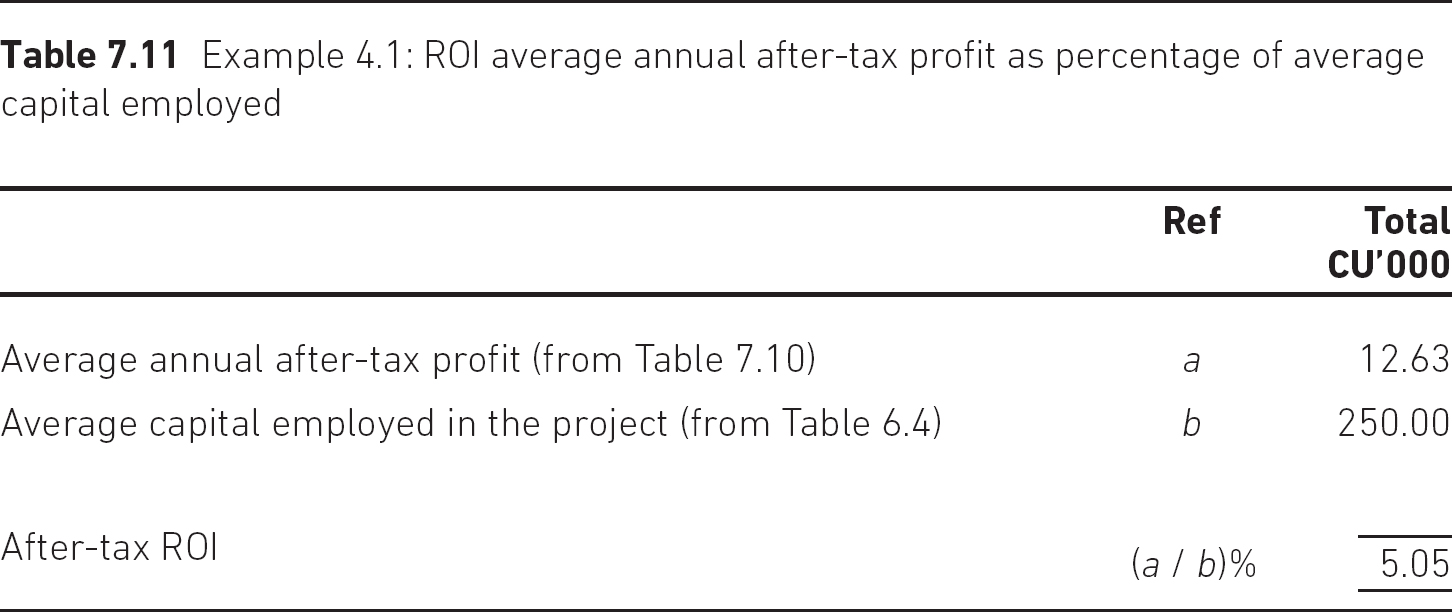 Table 7.11 Example 4.1: ROI average annual after-tax profit as percentage of average
capital employed
Ref Total
CU’000
Average annual after-tax profit (from Table 7.10) a 12.63
Average capital employed in the project (from Table 6.4) b 250.00
After-tax ROI (a / b)% 5.05